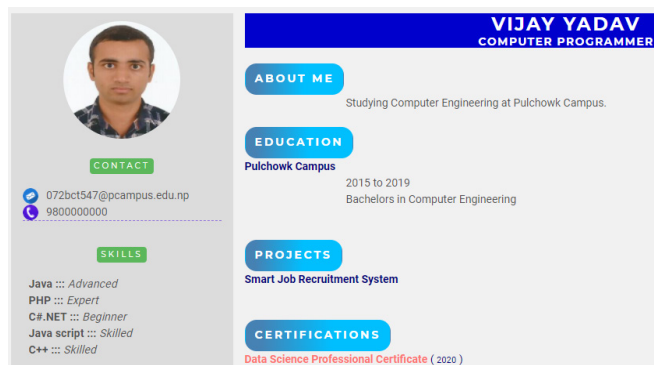 VIJAY YADAV
COMPUTER PROGRAMMER
CONTACT
072bct547@pcampus.edu.np
9800000000
SKILLS
Java ::: Advanced
PHP ::: Expert
C#.NET ::: Beginner
Java script ::: Skilled
C++ ::: Skilled
ABOUT ME
Studying Computer Engineering at Pulchowk Campus.
EDUCATION
Pulchowk Campus
2015 to 2019
Bachelors in Computer Engineering
PROJECTS
Smart Job Recruitment System
CERTIFICATIONS
Data Science Professional Certificate ( 2020 )